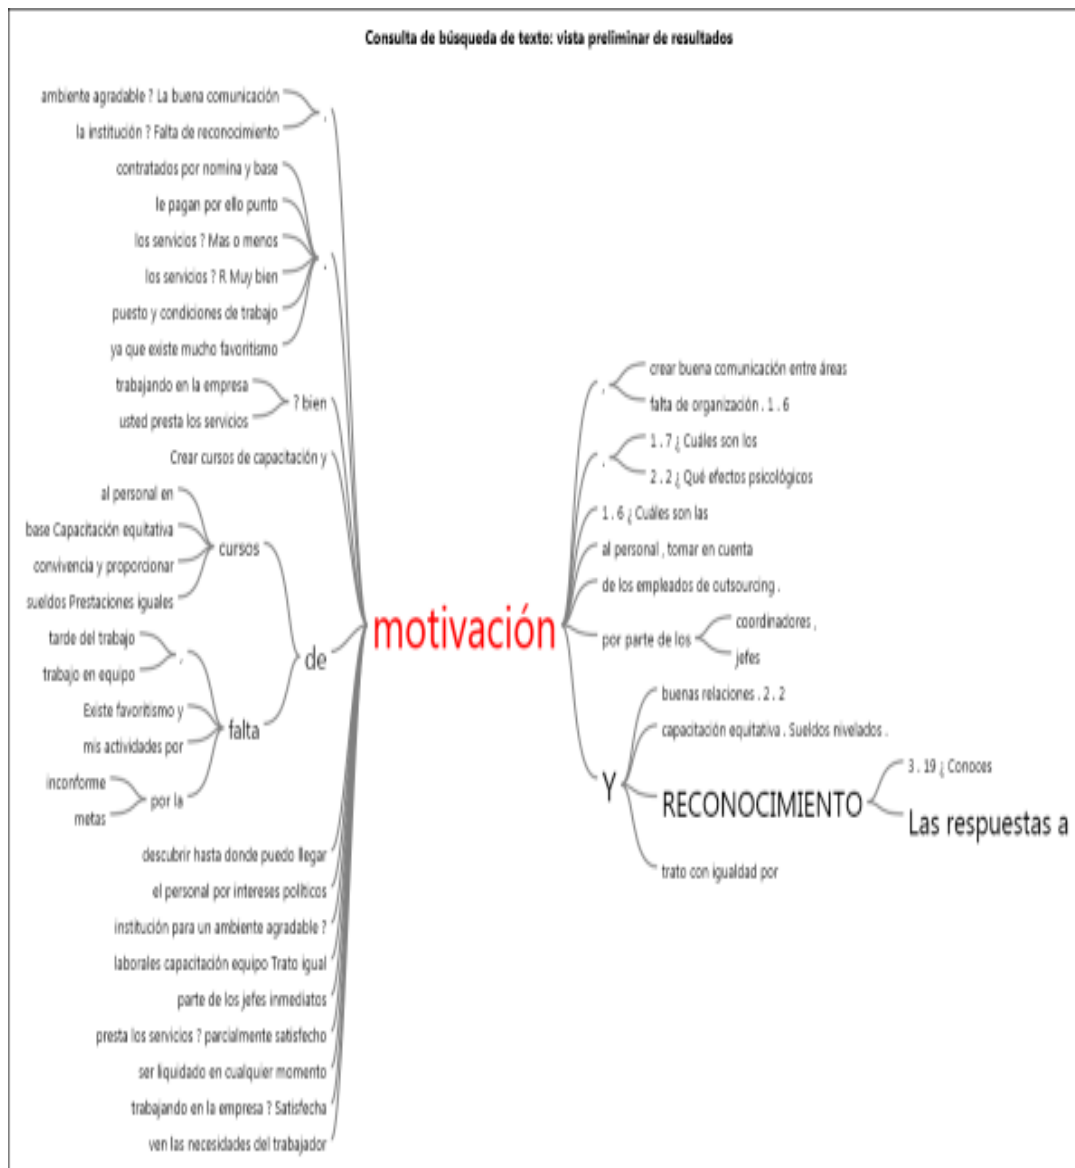 Consulta de búsqueda de texto: vista preliminar de resultados
ambiente agradable ? La buena comunicación
la institución ? Falta de reconocimiento
,
contratados por nomina y base
le pagan por ello punto
los servicios ? Mas o menos
los servicios ? R Muy bien
puesto y condiciones de trabajo
ya que existe mucho favoritismo
.
trabajando en la empresa
usted presta los servicios
? bien
Crear cursos de capacitación y
al personal en
base Capacitación equitativa
convivencia y proporcionar
sueldos Prestaciones iguales
cursos
tarde del trabajo
trabajo en equipo
,
Existe favoritismo y
mis actividades por
inconforme
metas
por la
falta
de
descubrir hasta donde puedo llegar
el personal por intereses políticos
institución para un ambiente agradable ?
laborales capacitación equipo Trato igual
parte de los jefes inmediatos
presta los servicios ? parcialmente satisfecho
ser liquidado en cualquier momento
trabajando en la empresa ? Satisfecha
ven las necesidades del trabajador
motivación
,
crear buena comunicación entre áreas
falta de organización . 1 . 6
.
1 . 7 ¿ Cuáles son los
2 . 2 ¿ Qué efectos psicológicos
1 . 6 ¿ Cuáles son las
al personal , tomar en cuenta
de los empleados de outsourcing .
por parte de los
coordinadores ,
jefes
Y
buenas relaciones . 2 . 2
capacitación equitativa . Sueldos nivelados .
RECONOCIMIENTO
3 . 19 ¿ Conoces
Las respuestas a
trato con igualdad por